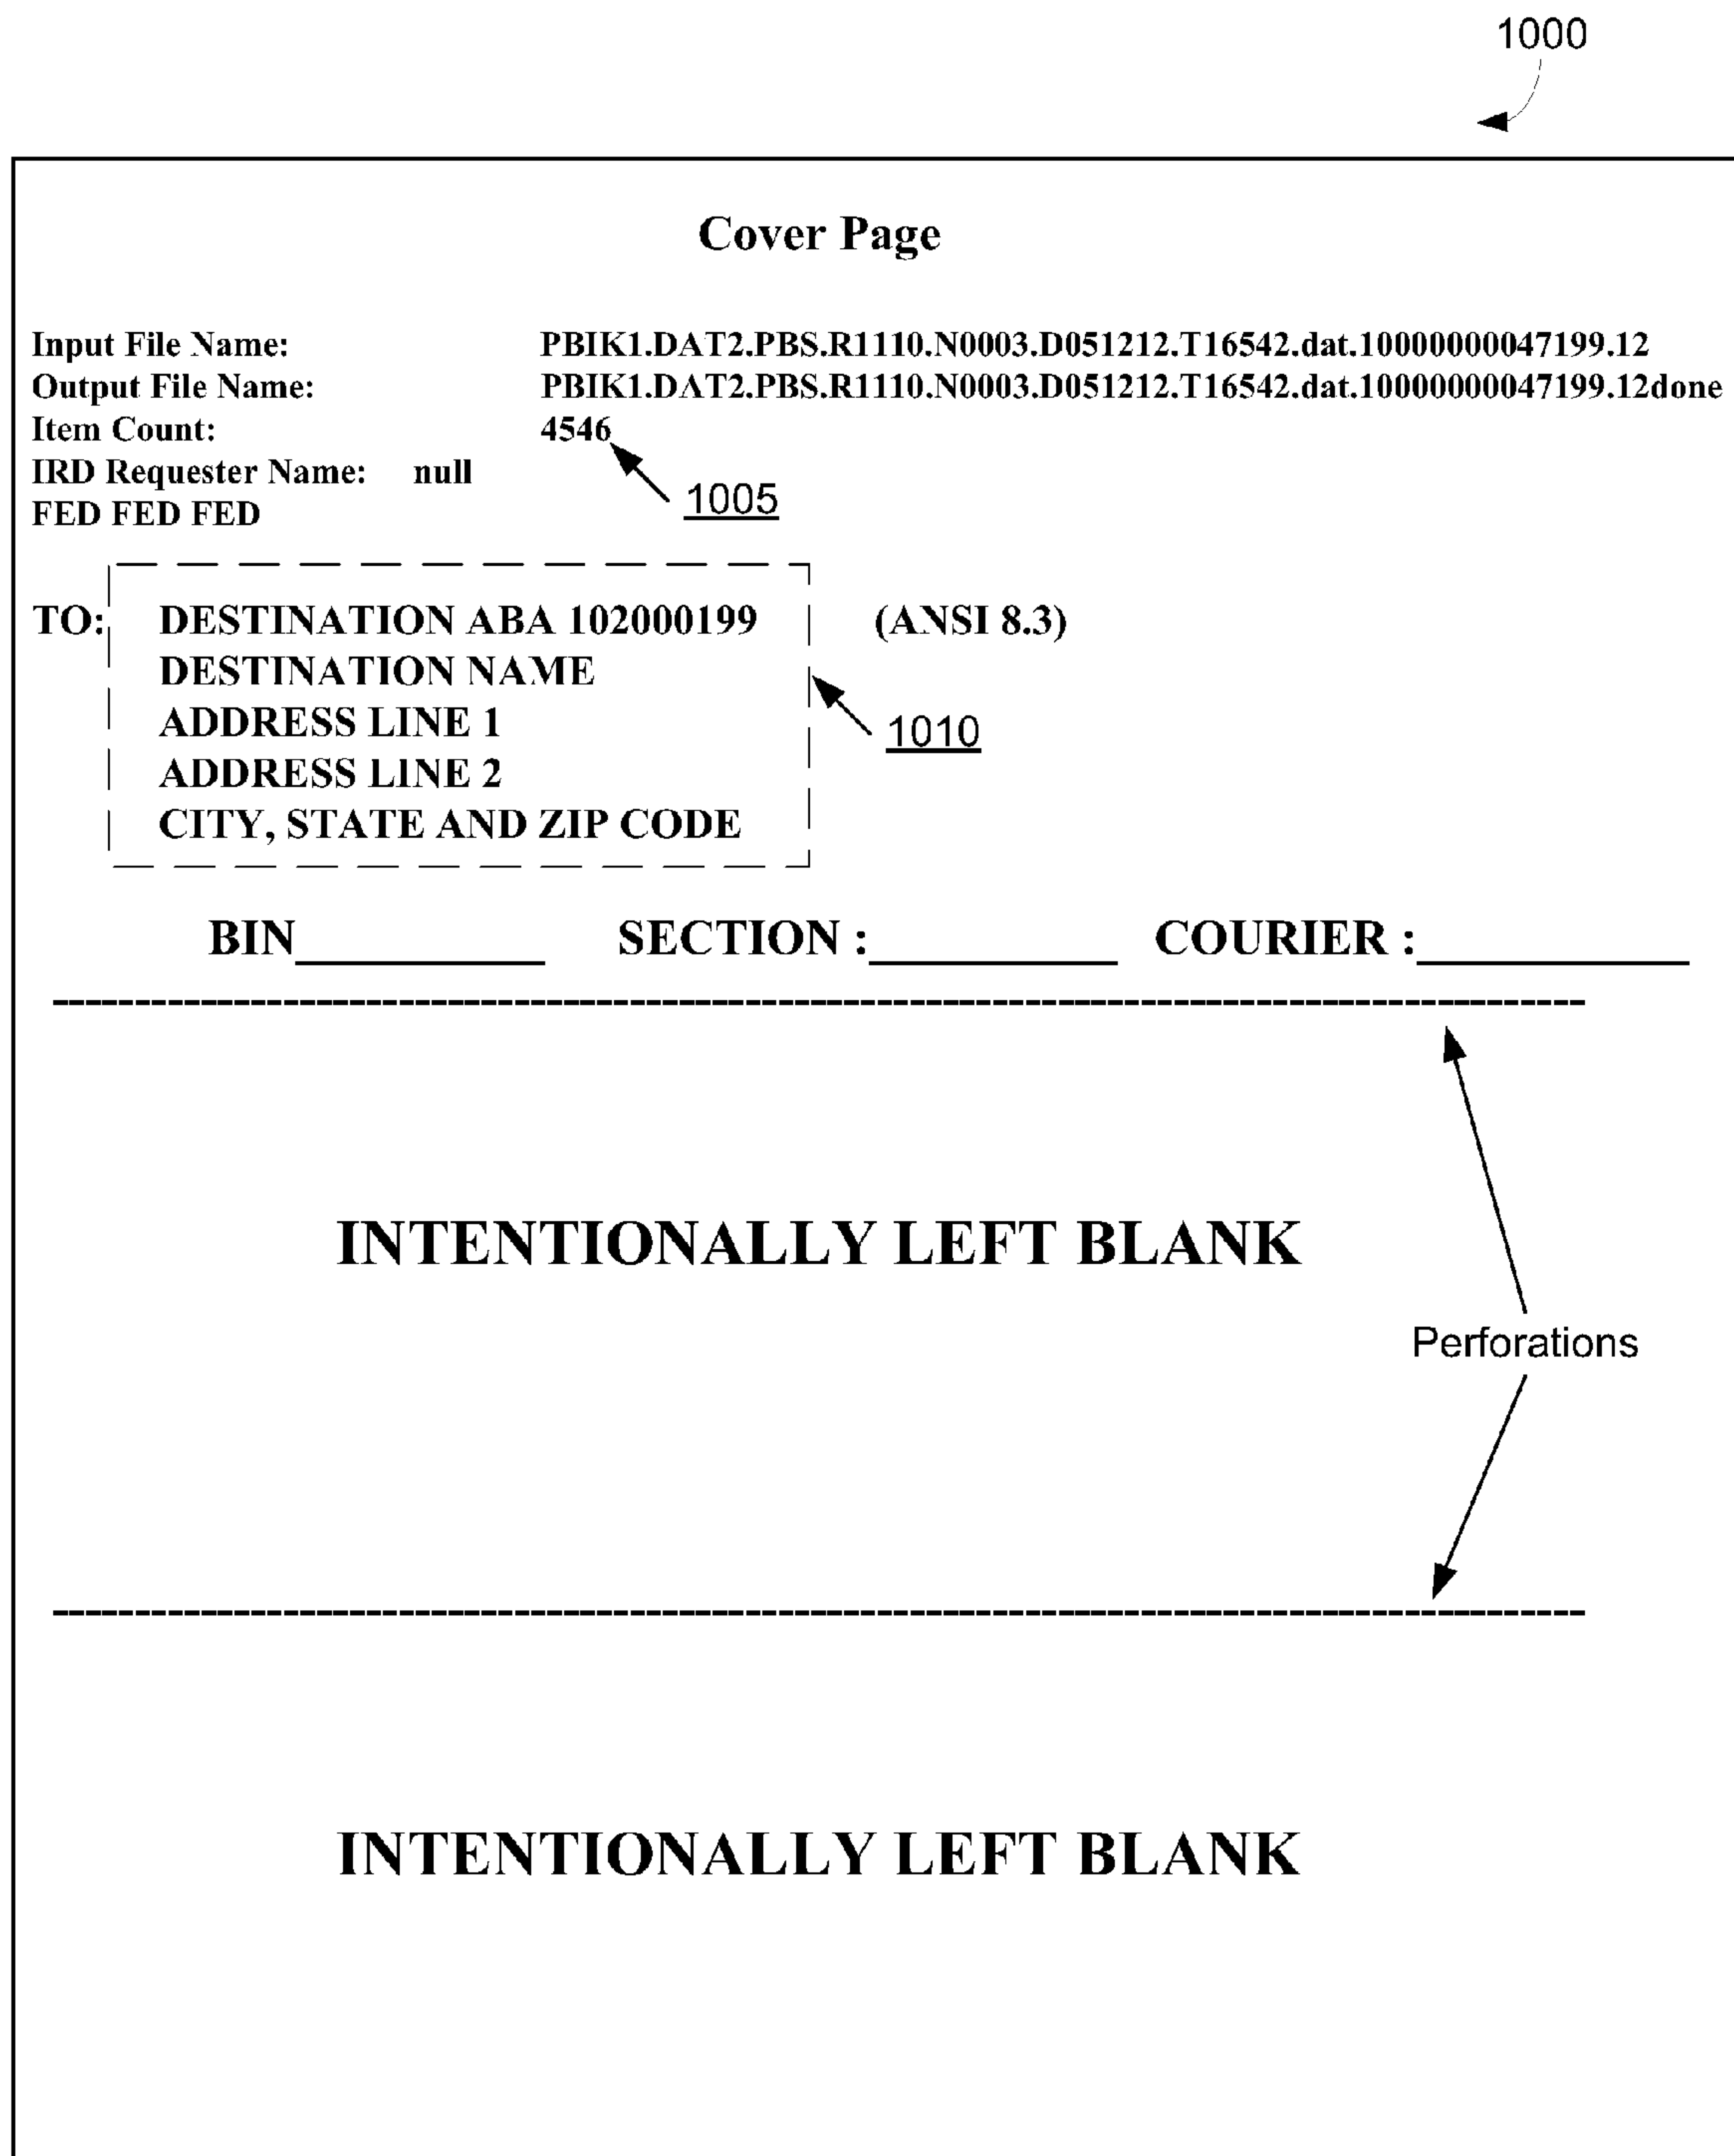 1000
Cover Page
Input File Name: PBIK1.DAT2.PBS.R1110.N0003.D051212.T16542.dat.10000000047199.12
Output File Name: PBIK1.DAT2.PBS.R1110.N0003.D051212.T16542.dat.10000000047199.12done
Item Count: 4546
IRD Requester Name: null
1005
FED FED FED
TO: DESTINATION ABA 102000199 (ANSI 8.3)
DESTINATION NAME
ADDRESS LINE 1
1010
ADDRESS LINE 2
CITY, STATE AND ZIP CODE
BIN__________ SECTION :__________ COURIER :__________
INTENTIONALLY LEFT BLANK
Perforations
INTENTIONALLY LEFT BLANK